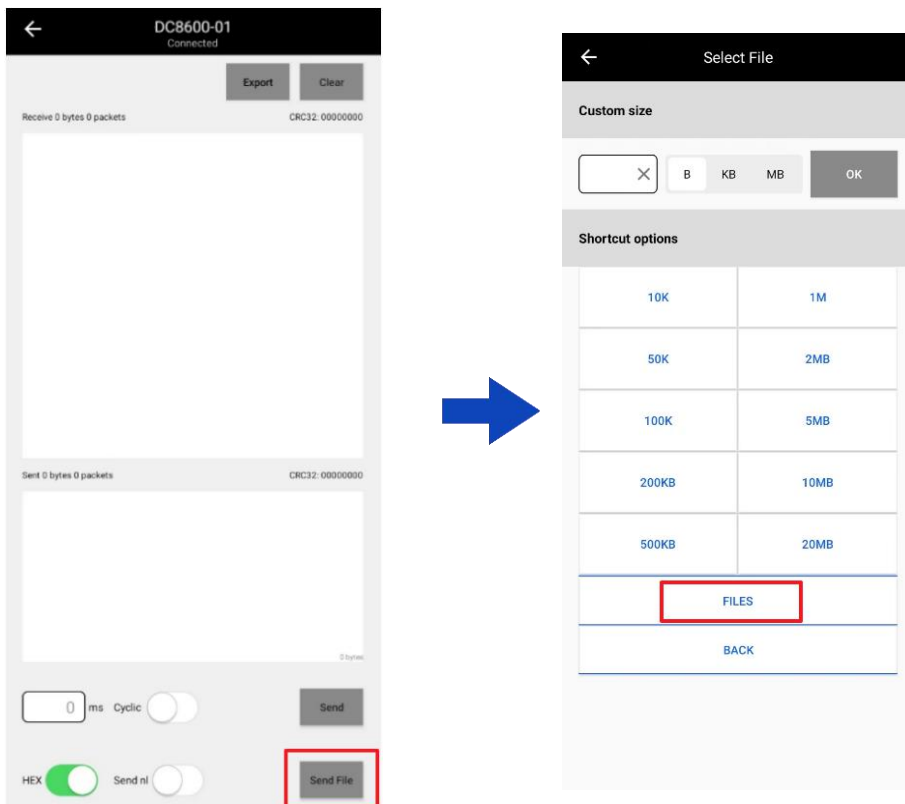 DC8600-01
Connected
Export Clear
Receive 0 bytes 0 packets CRC32: 00000000
Sent 0 bytes 0 packets CRC32: 00000000
0 bytes
0 ms Cyclic Send
HEX Send nl Send File
Select File
Custom size
B KB MB OK
Shortcut options
10K 1M
50K 2MB
100K 5MB
200KB 10MB
500KB 20MB
FILES
BACK